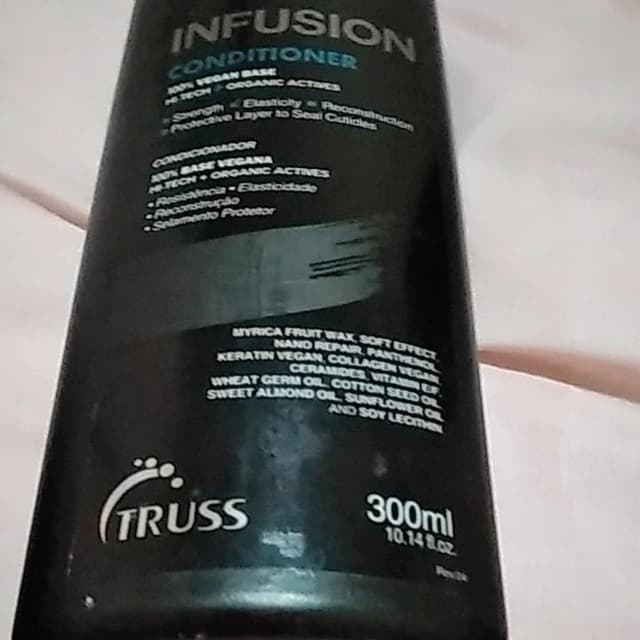 INFUSION
CONDITIONER
100% VEGAN BASE
HI-TECH + ORGANIC ACTIVES
• Strength • Elasticity • Reconstruction
• Protective Layer to Seal Cuticles
CONDICIONADOR
100% BASE VEGANA
HI-TECH + ORGANIC ACTIVES
• Resistência • Elasticidade
• Reconstrução
• Selamento Protetor
MYRICA FRUIT WAX, SOFT EFFECT,
NANO REPAIR, PANTHENOL,
KERATIN VEGAN, COLLAGEN VEGAN,
CERAMIDES, VITAMIN E/F,
WHEAT GERM OIL, COTTON SEED OIL,
SWEET ALMOND OIL, SUNFLOWER OIL
AND SOY LECITHIN
TRUSS
300ml
10.14 fl.oz.